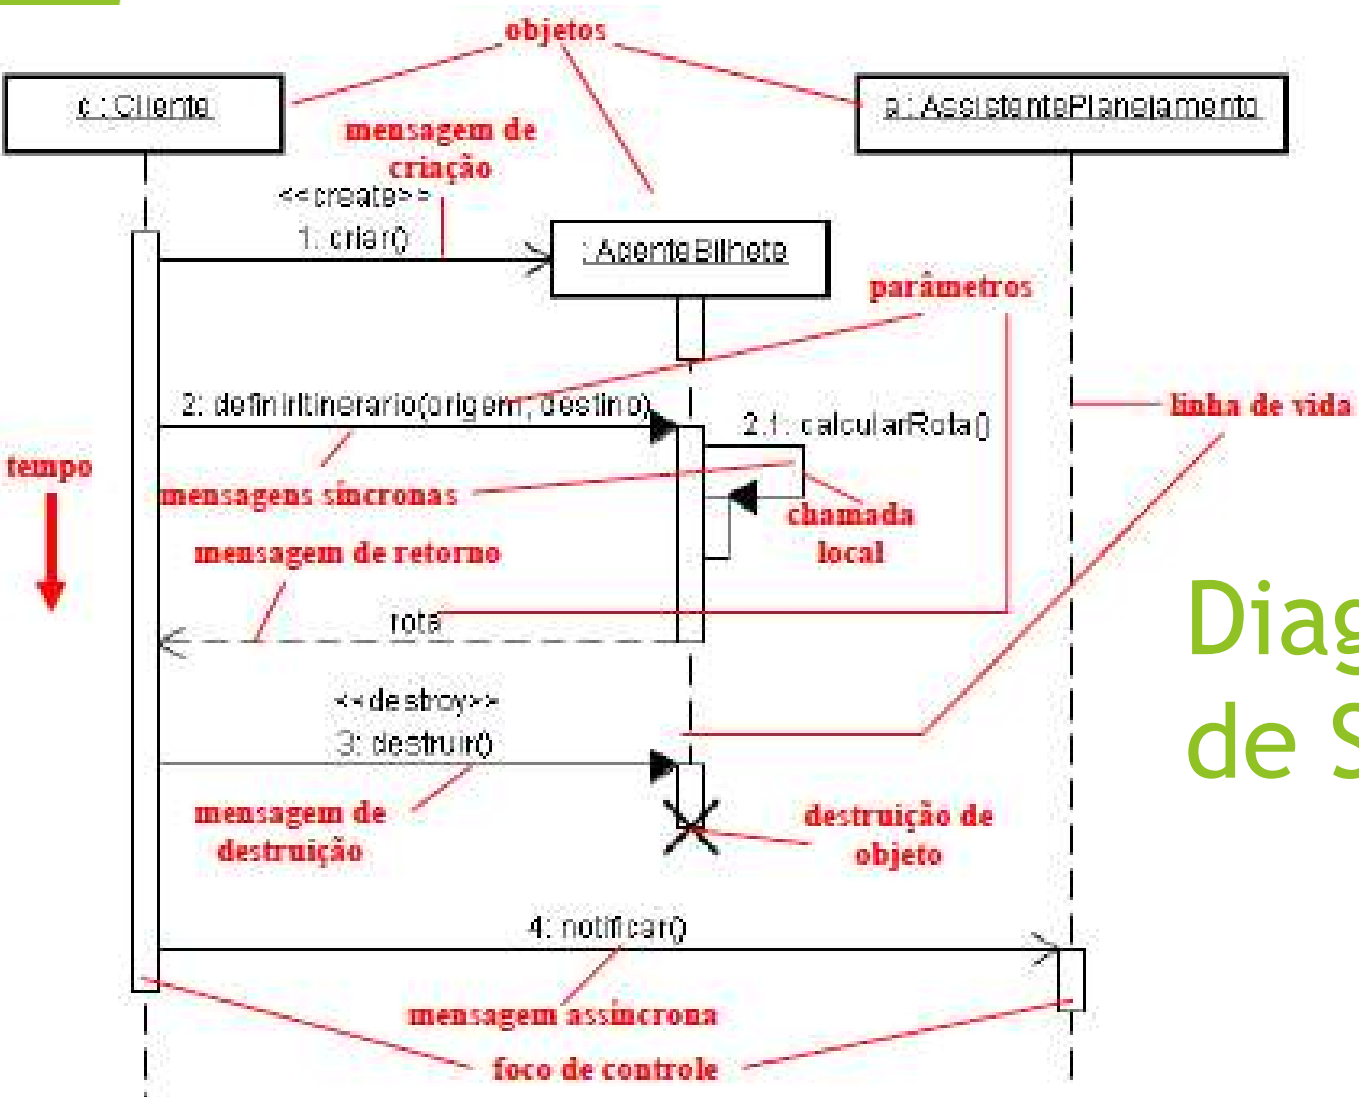 objetos
c : Cliente
a : AssistentePlanejamento
mensagem de
criação
<<create>>
1: criar()
: AgenteBilhete
parâmetros
2: definirItinerario(origem, destino)
2.1: calcularRota()
linha de vida
tempo
mensagens síncronas
chamada
local
mensagem de retorno
rota
Diag
de S
<<destroy>>
3: destruir()
mensagem de
destruição
destruição de
objeto
4: notificar()
mensagem assíncrona
foco de controle